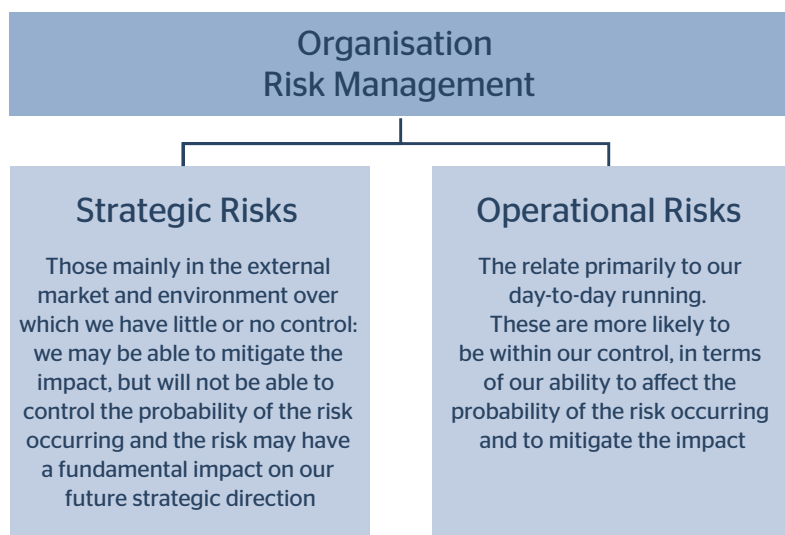 Organisation
Risk Management
Strategic Risks
Those mainly in the external
market and environment over
which we have little or no control:
we may be able to mitigate the
impact, but will not be able to
control the probability of the risk
occurring and the risk may have
a fundamental impact on our
future strategic direction
Operational Risks
The relate primarily to our
day-to-day running.
These are more likely to
be within our control, in terms
of our ability to affect the
probability of the risk occurring
and to mitigate the impact